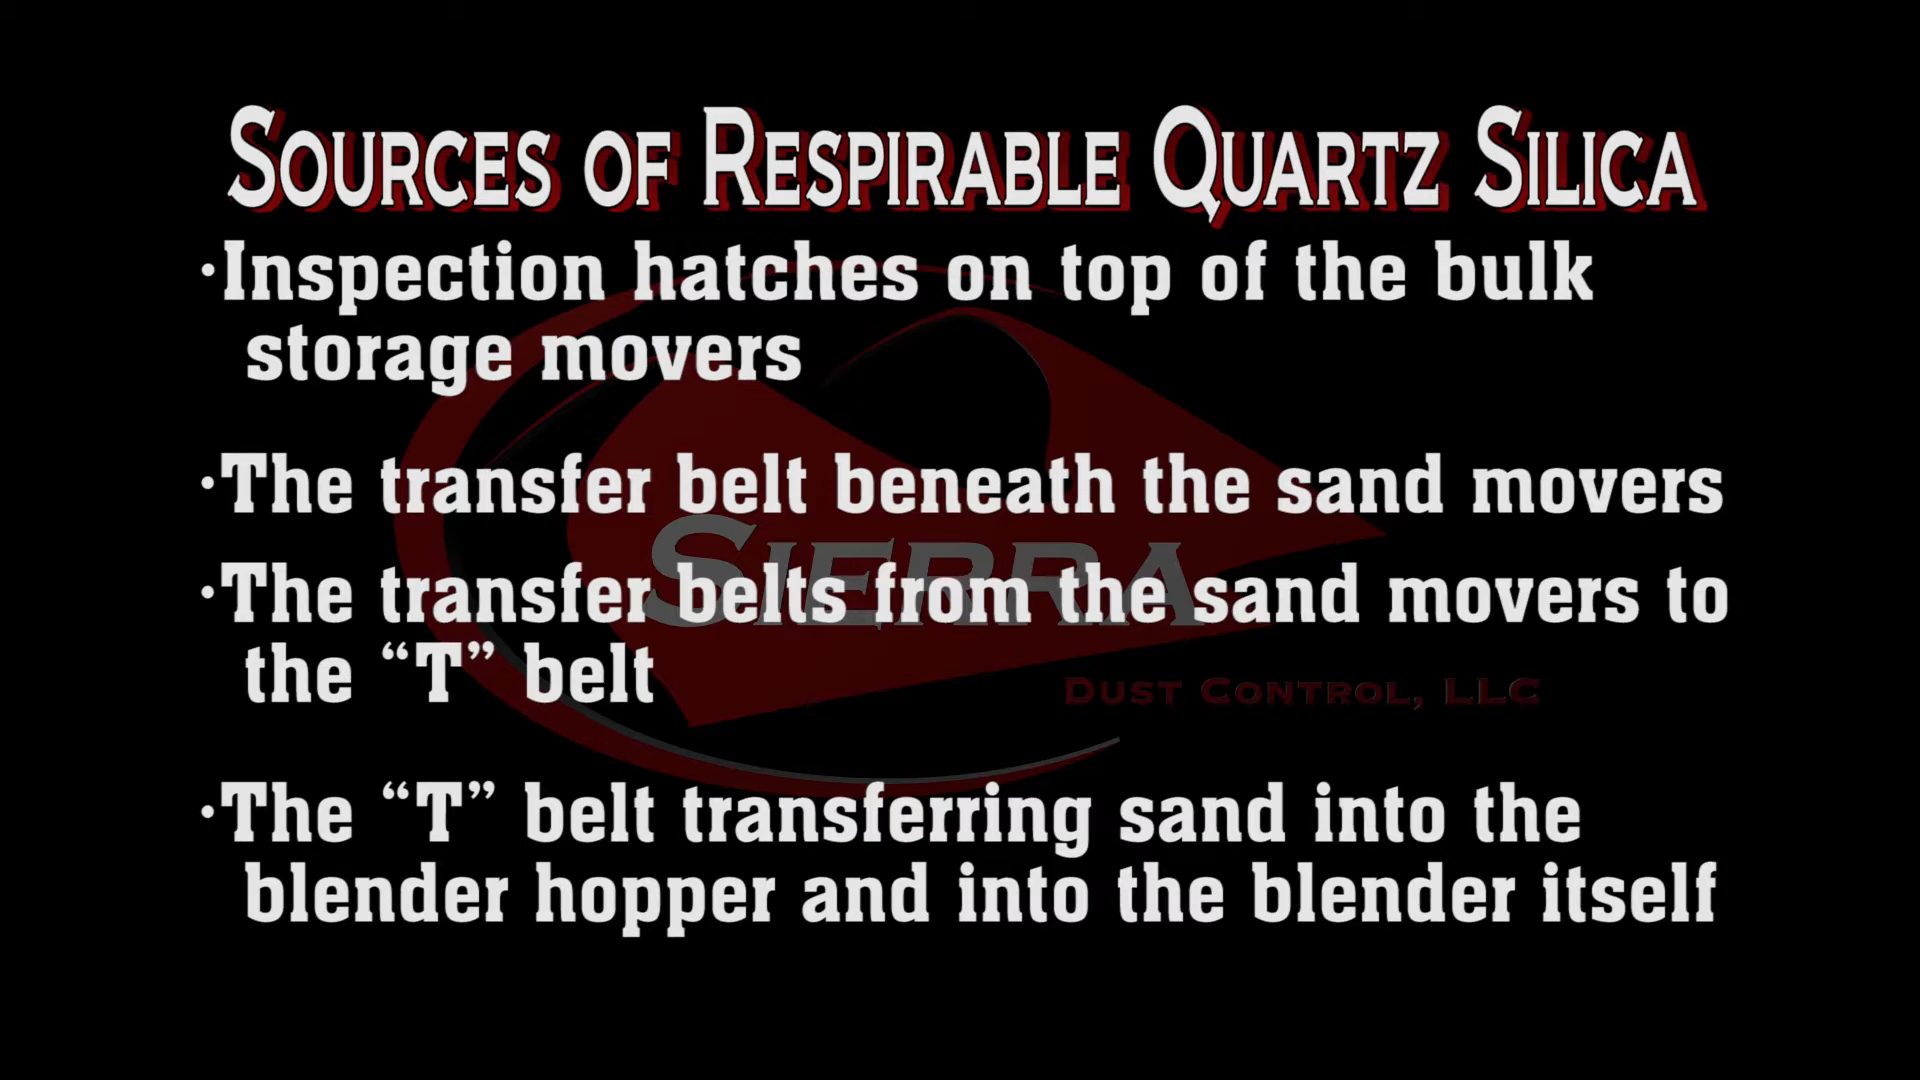 Sources of Respirable Quartz Silica
·Inspection hatches on top of the bulk
storage movers
·The transfer belt beneath the sand movers
Sierra
·The transfer belts from the sand movers to
the “T” belt
Dust Control, LLC
·The “T” belt transferring sand into the
blender hopper and into the blender itself